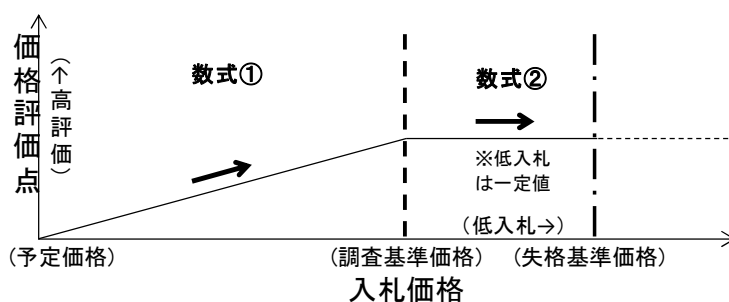 価格評価点
（↑高評価）
数式①
数式②
※低入札
は一定値
（低入札→）
（予定価格）
（調査基準価格）
（失格基準価格）
入札価格